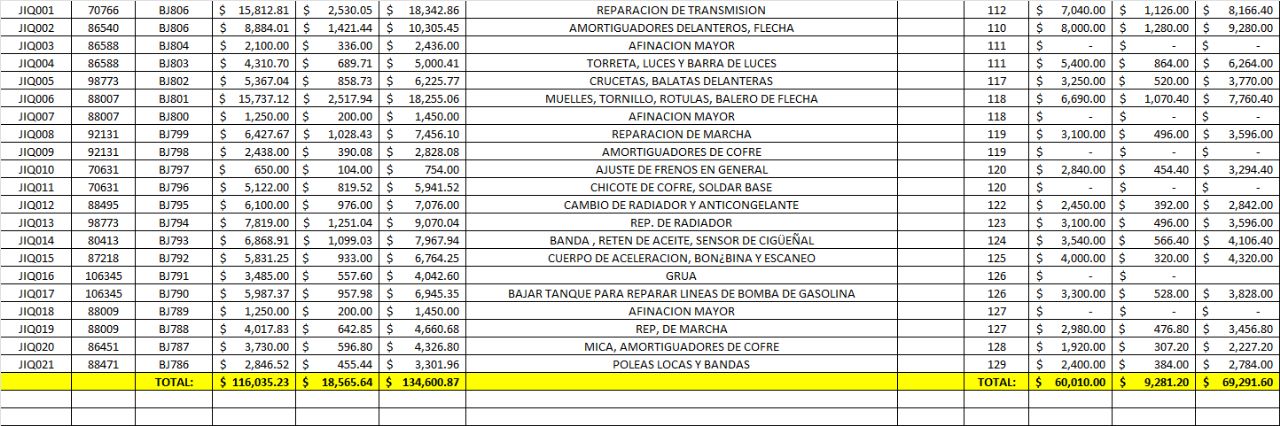 JIQ001 70766 BJ806 $ 15,812.81 $ 2,530.05 $ 18,342.86 REPARACION DE TRANSMISION 112 $ 7,040.00 $ 1,126.00 $ 8,166.40
JIQ002 86540 BJ806 $ 8,884.01 $ 1,421.44 $ 10,305.45 AMORTIGUADORES DELANTEROS, FLECHA 110 $ 8,000.00 $ 1,280.00 $ 9,280.00
JIQ003 86588 BJ804 $ 2,100.00 $ 336.00 $ 2,436.00 AFINACION MAYOR 111 $ - $ - $ -
JIQ004 86588 BJ803 $ 4,310.70 $ 689.71 $ 5,000.41 TORRETA, LUCES Y BARRA DE LUCES 111 $ 5,400.00 $ 864.00 $ 6,264.00
JIQ005 98773 BJ802 $ 5,367.04 $ 858.73 $ 6,225.77 CRUCETAS, BALATAS DELANTERAS 117 $ 3,250.00 $ 520.00 $ 3,770.00
JIQ006 88007 BJ801 $ 15,737.12 $ 2,517.94 $ 18,255.06 MUELLES, TORNILLO, ROTULAS, BALERO DE FLECHA 118 $ 6,690.00 $ 1,070.40 $ 7,760.40
JIQ007 88007 BJ800 $ 1,250.00 $ 200.00 $ 1,450.00 AFINACION MAYOR 118 $ - $ - $ -
JIQ008 92131 BJ799 $ 6,427.67 $ 1,028.43 $ 7,456.10 REPARACION DE MARCHA 119 $ 3,100.00 $ 496.00 $ 3,596.00
JIQ009 92131 BJ798 $ 2,438.00 $ 390.08 $ 2,828.08 AMORTIGUADORES DE COFRE 119 $ - $ - $ -
JIQ010 70631 BJ797 $ 650.00 $ 104.00 $ 754.00 AJUSTE DE FRENOS EN GENERAL 120 $ 2,840.00 $ 454.40 $ 3,294.40
JIQ011 70631 BJ796 $ 5,122.00 $ 819.52 $ 5,941.52 CHICOTE DE COFRE, SOLDAR BASE 120 $ - $ - $ -
JIQ012 88495 BJ795 $ 6,100.00 $ 976.00 $ 7,076.00 CAMBIO DE RADIADOR Y ANTICONGELANTE 122 $ 2,450.00 $ 392.00 $ 2,842.00
JIQ013 98773 BJ794 $ 7,819.00 $ 1,251.04 $ 9,070.04 REP. DE RADIADOR 123 $ 3,100.00 $ 496.00 $ 3,596.00
JIQ014 80413 BJ793 $ 6,868.91 $ 1,099.03 $ 7,967.94 BANDA , RETEN DE ACEITE, SENSOR DE CIGÜEÑAL 124 $ 3,540.00 $ 566.40 $ 4,106.40
JIQ015 87218 BJ792 $ 5,831.25 $ 933.00 $ 6,764.25 CUERPO DE ACELERACION, BON¿BINA Y ESCANEO 125 $ 4,000.00 $ 320.00 $ 4,320.00
JIQ016 106345 BJ791 $ 3,485.00 $ 557.60 $ 4,042.60 GRUA 126 $ - $ -
JIQ017 106345 BJ790 $ 5,987.37 $ 957.98 $ 6,945.35 BAJAR TANQUE PARA REPARAR LINEAS DE BOMBA DE GASOLINA 126 $ 3,300.00 $ 528.00 $ 3,828.00
JIQ018 88009 BJ789 $ 1,250.00 $ 200.00 $ 1,450.00 AFINACION MAYOR 127 $ - $ - $ -
JIQ019 88009 BJ788 $ 4,017.83 $ 642.85 $ 4,660.68 REP, DE MARCHA 127 $ 2,980.00 $ 476.80 $ 3,456.80
JIQ020 86451 BJ787 $ 3,730.00 $ 596.80 $ 4,326.80 MICA, AMORTIGUADORES DE COFRE 128 $ 1,920.00 $ 307.20 $ 2,227.20
JIQ021 88471 BJ786 $ 2,846.52 $ 455.44 $ 3,301.96 POLEAS LOCAS Y BANDAS 129 $ 2,400.00 $ 384.00 $ 2,784.00
TOTAL: $ 116,035.23 $ 18,565.64 $ 134,600.87 TOTAL: $ 60,010.00 $ 9,281.20 $ 69,291.60